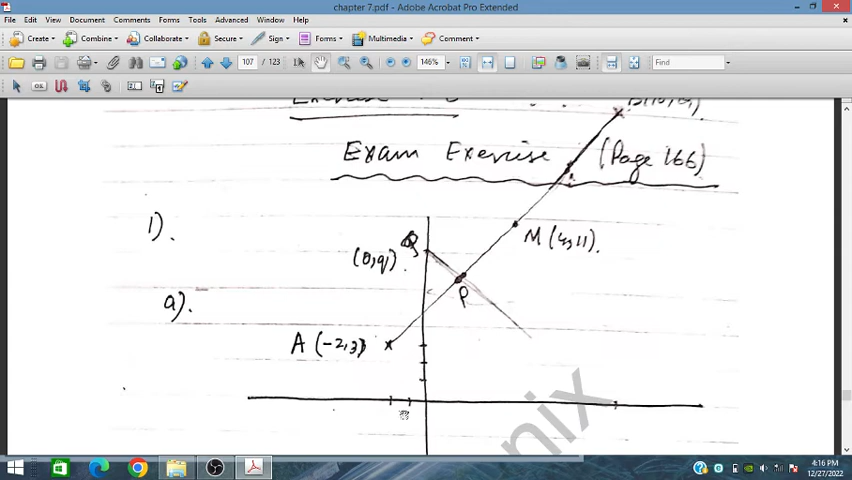 chapter 7.pdf - Adobe Acrobat Pro Extended
File Edit View Document Comments Forms Tools Advanced Window Help
Create Combine Collaborate Secure Sign Forms Multimedia Comment
107 / 123 146% Find
Exam Exercise (Page 166)
1).
(0,q).
M (4,11).
a).
P
A (-2,3)
nix
4:16 PM
12/27/2022